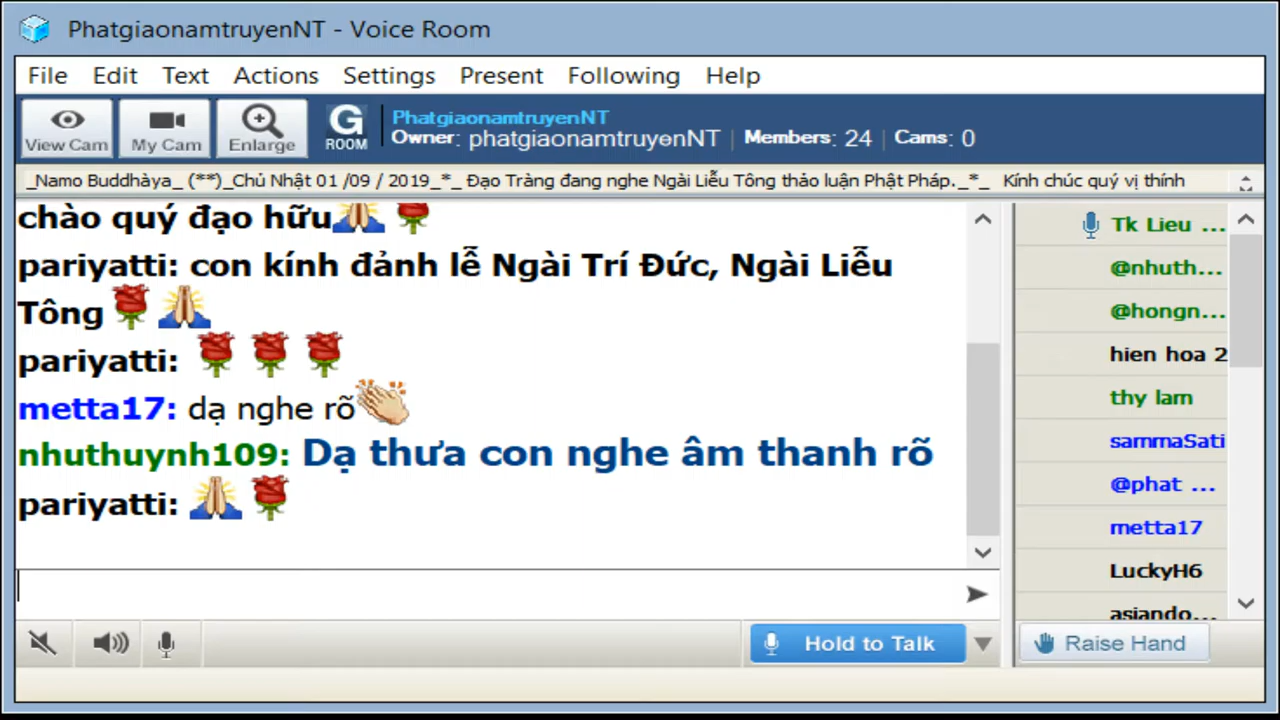 PhatgiaonamtruyenNT - Voice Room
File Edit Text Actions Settings Present Following Help
View Cam My Cam Enlarge G ROOM
PhatgiaonamtruyenNT
Owner: phatgiaonamtruyenNT | Members: 24 | Cams: 0
_Namo Buddhàya_ (**)_Chủ Nhật 01 /09 / 2019_*_ Đạo Tràng đang nghe Ngài Liễu Tông thảo luận Phật Pháp._*_ Kính chúc quý vị thính
chào quý đạo hữu🙏🌹
pariyatti: con kính đảnh lễ Ngài Trí Đức, Ngài Liễu
Tông🌹🙏
pariyatti: 🌹🌹🌹
metta17: dạ nghe rõ👏
nhuthuynh109: Dạ thưa con nghe âm thanh rõ
pariyatti: 🙏🌹
Tk Lieu ...
@nhuth...
@hongn...
hien hoa 2
thy lam
sammaSati
@phat ...
metta17
LuckyH6
asiando...
Hold to Talk
Raise Hand